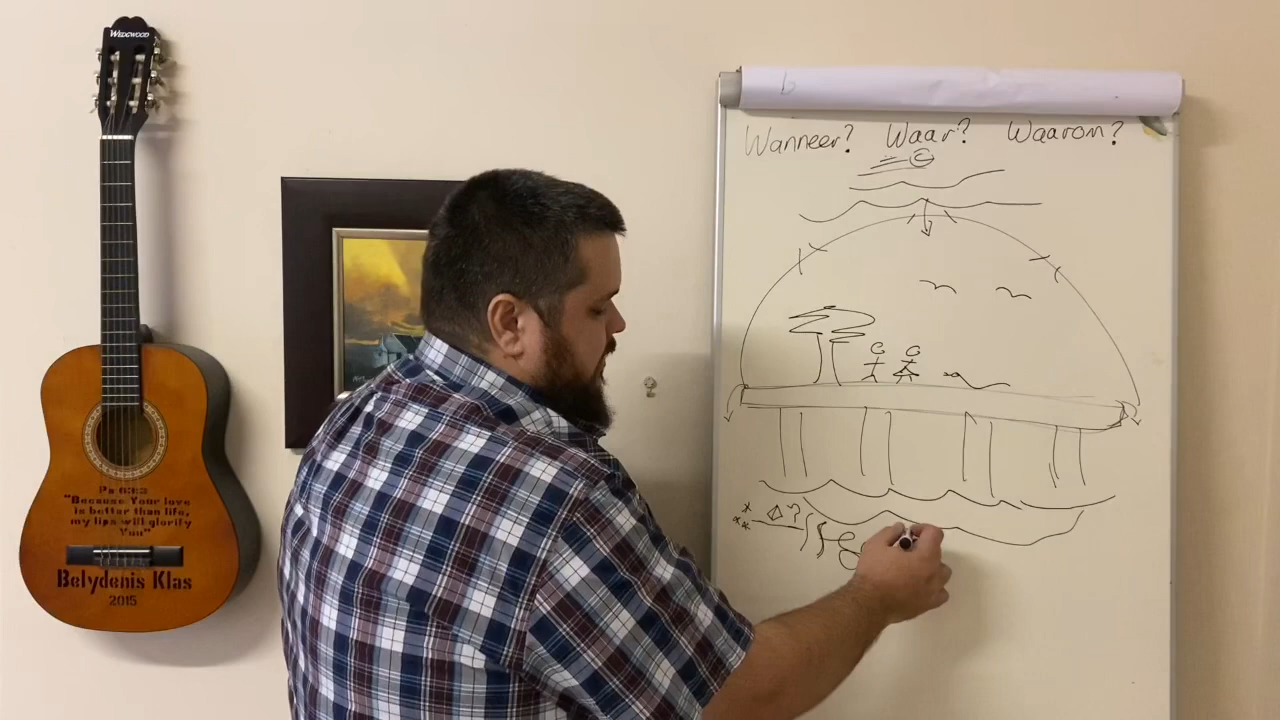 WEDGWOOD
Wanneer? Waar? Waarom?
Ps 63:3
"Because Your love
is better than life,
my lips will glorify
You"
Belydenis Klas
2015